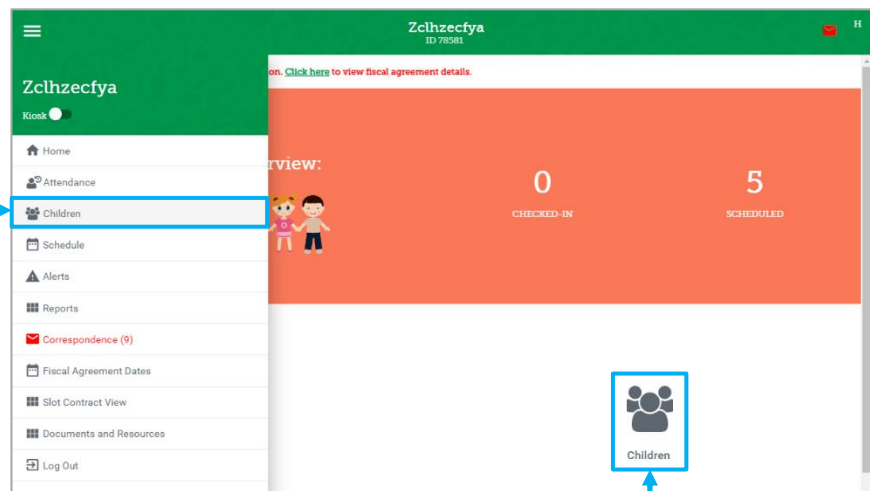 Zclhzecfya
ID 78581
H
on. Click here to view fiscal agreement details.
Zclhzecfya
Kiosk
Home
Attendance
Children
Schedule
Alerts
Reports
Correspondence (9)
Fiscal Agreement Dates
Slot Contract View
Documents and Resources
Log Out
rview:
0
CHECKED-IN
5
SCHEDULED
Children